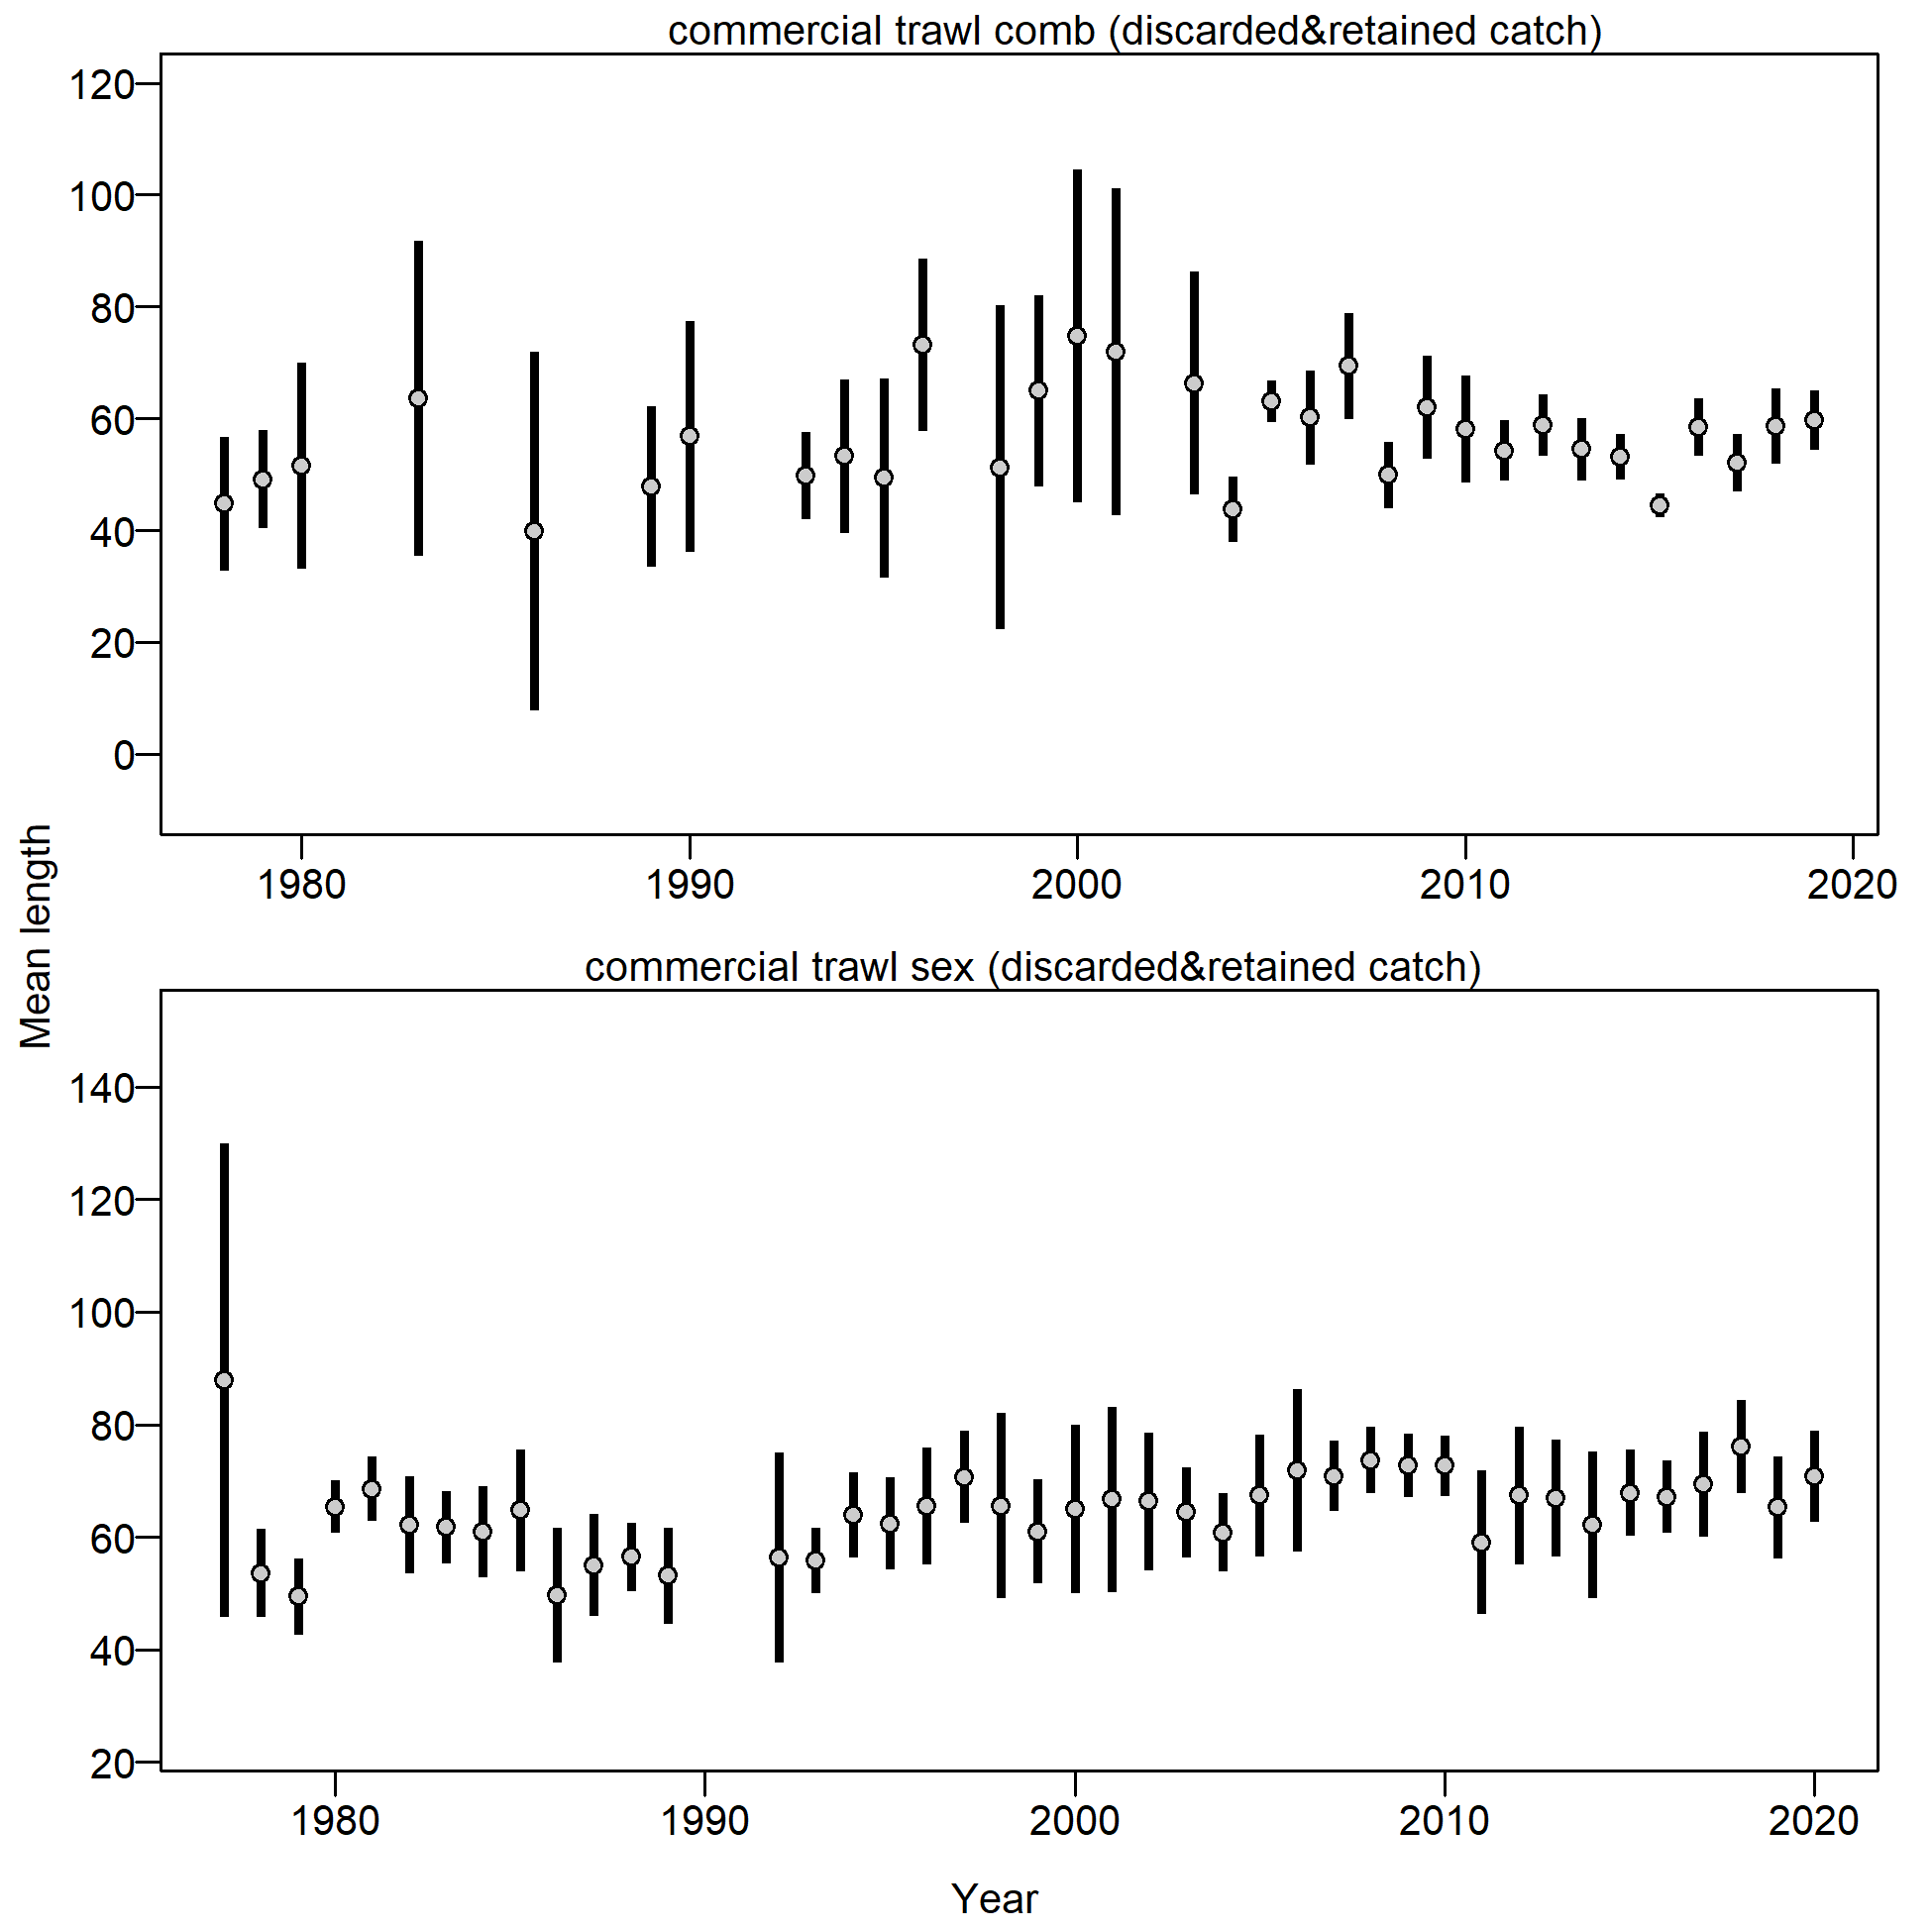 commercial trawl comb (discarded&retained catch)
120
100
80
60
40
20
0
1980 1990 2000 2010 2020
Mean length
commercial trawl sex (discarded&retained catch)
140
120
100
80
60
40
20
1980 1990 2000 2010 2020
Year